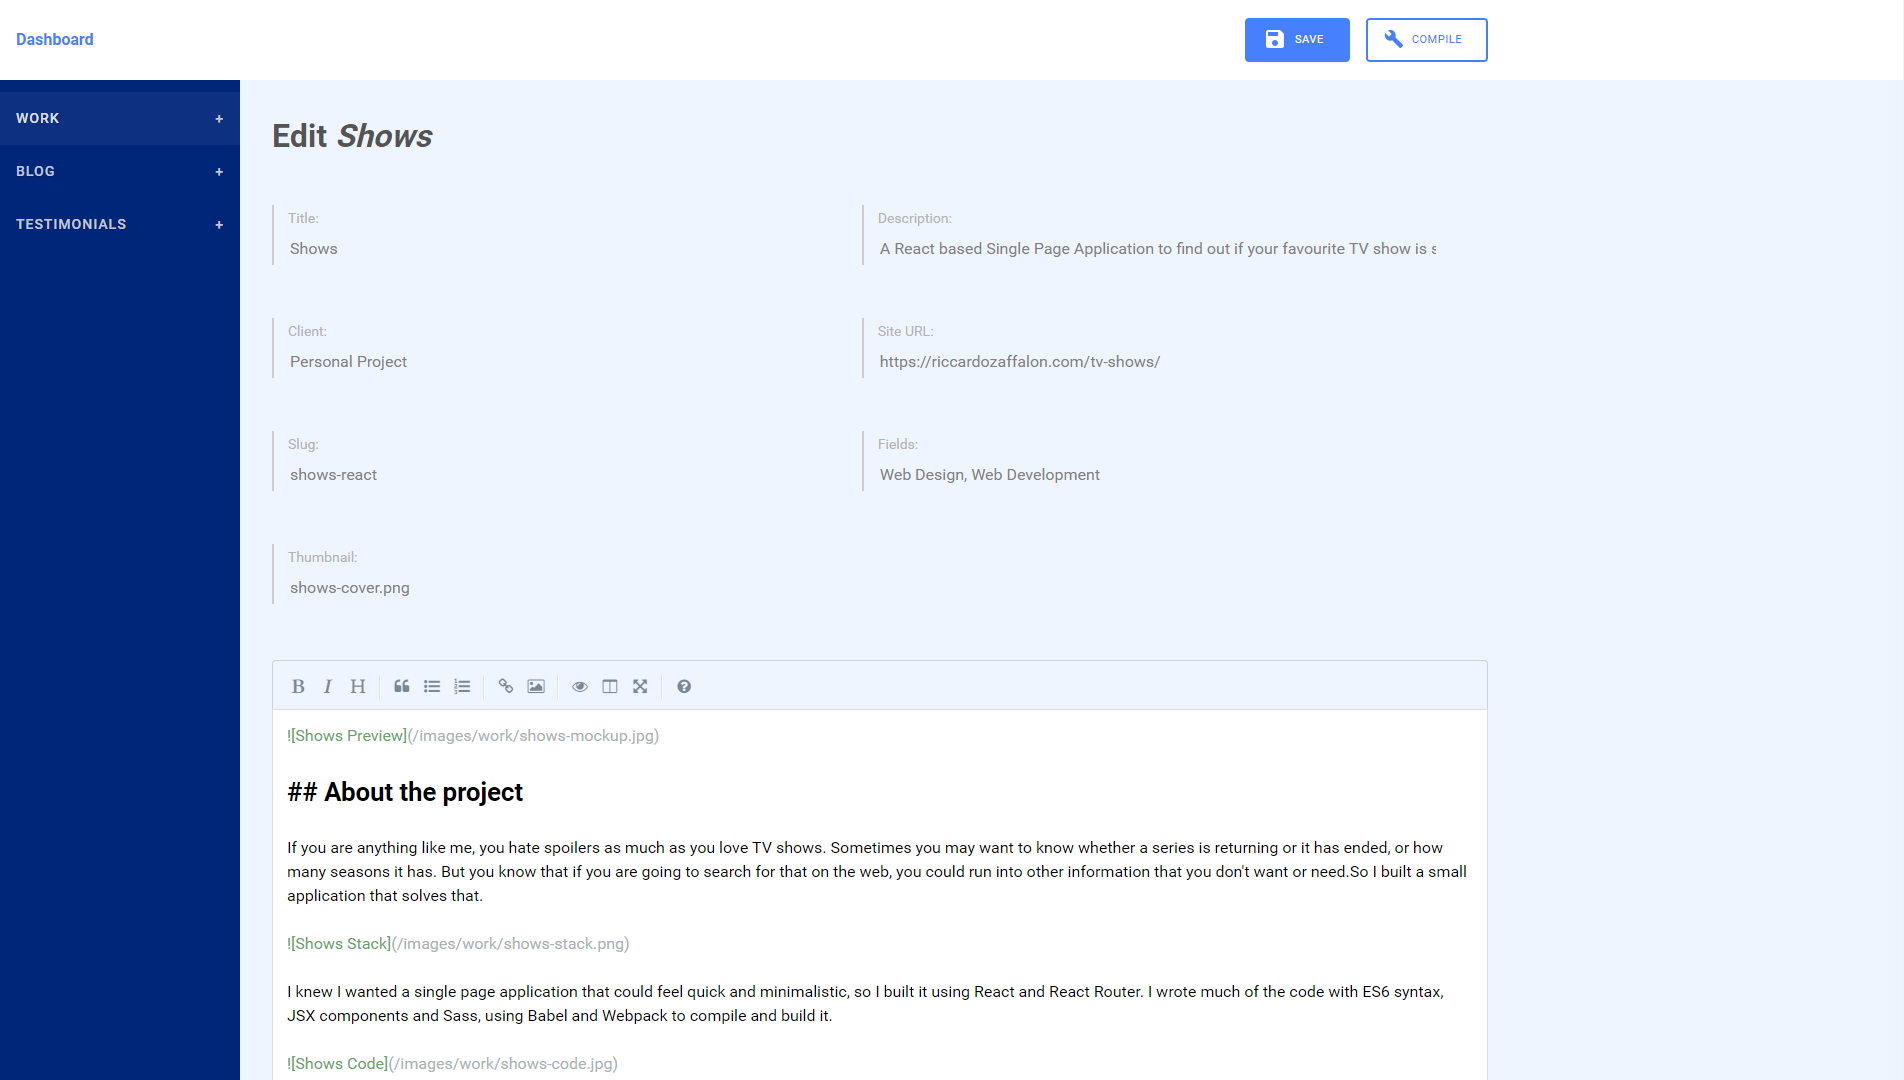 Dashboard
SAVE
COMPILE
WORK +
BLOG +
TESTIMONIALS +
Edit Shows
Title:
Shows
Description:
A React based Single Page Application to find out if your favourite TV show is s
Client:
Personal Project
Site URL:
https://riccardozaffalon.com/tv-shows/
Slug:
shows-react
Fields:
Web Design, Web Development
Thumbnail:
shows-cover.png
B I H
![Shows Preview](/images/work/shows-mockup.jpg)
## About the project
If you are anything like me, you hate spoilers as much as you love TV shows. Sometimes you may want to know whether a series is returning or it has ended, or how
many seasons it has. But you know that if you are going to search for that on the web, you could run into other information that you don't want or need.So I built a small
application that solves that.
![Shows Stack](/images/work/shows-stack.png)
I knew I wanted a single page application that could feel quick and minimalistic, so I built it using React and React Router. I wrote much of the code with ES6 syntax,
JSX components and Sass, using Babel and Webpack to compile and build it.
![Shows Code](/images/work/shows-code.jpg)